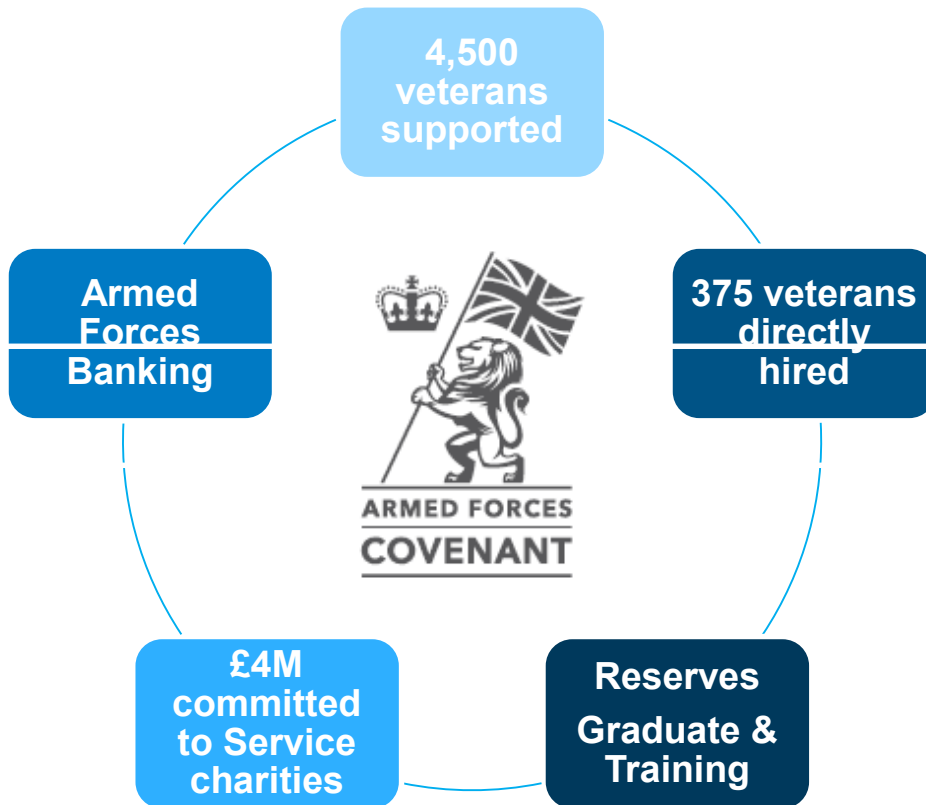 4,500
veterans
supported
Armed
Forces
Banking
375 veterans
directly
hired
ARMED FORCES
COVENANT
£4M
committed
to Service
charities
Reserves
Graduate &
Training